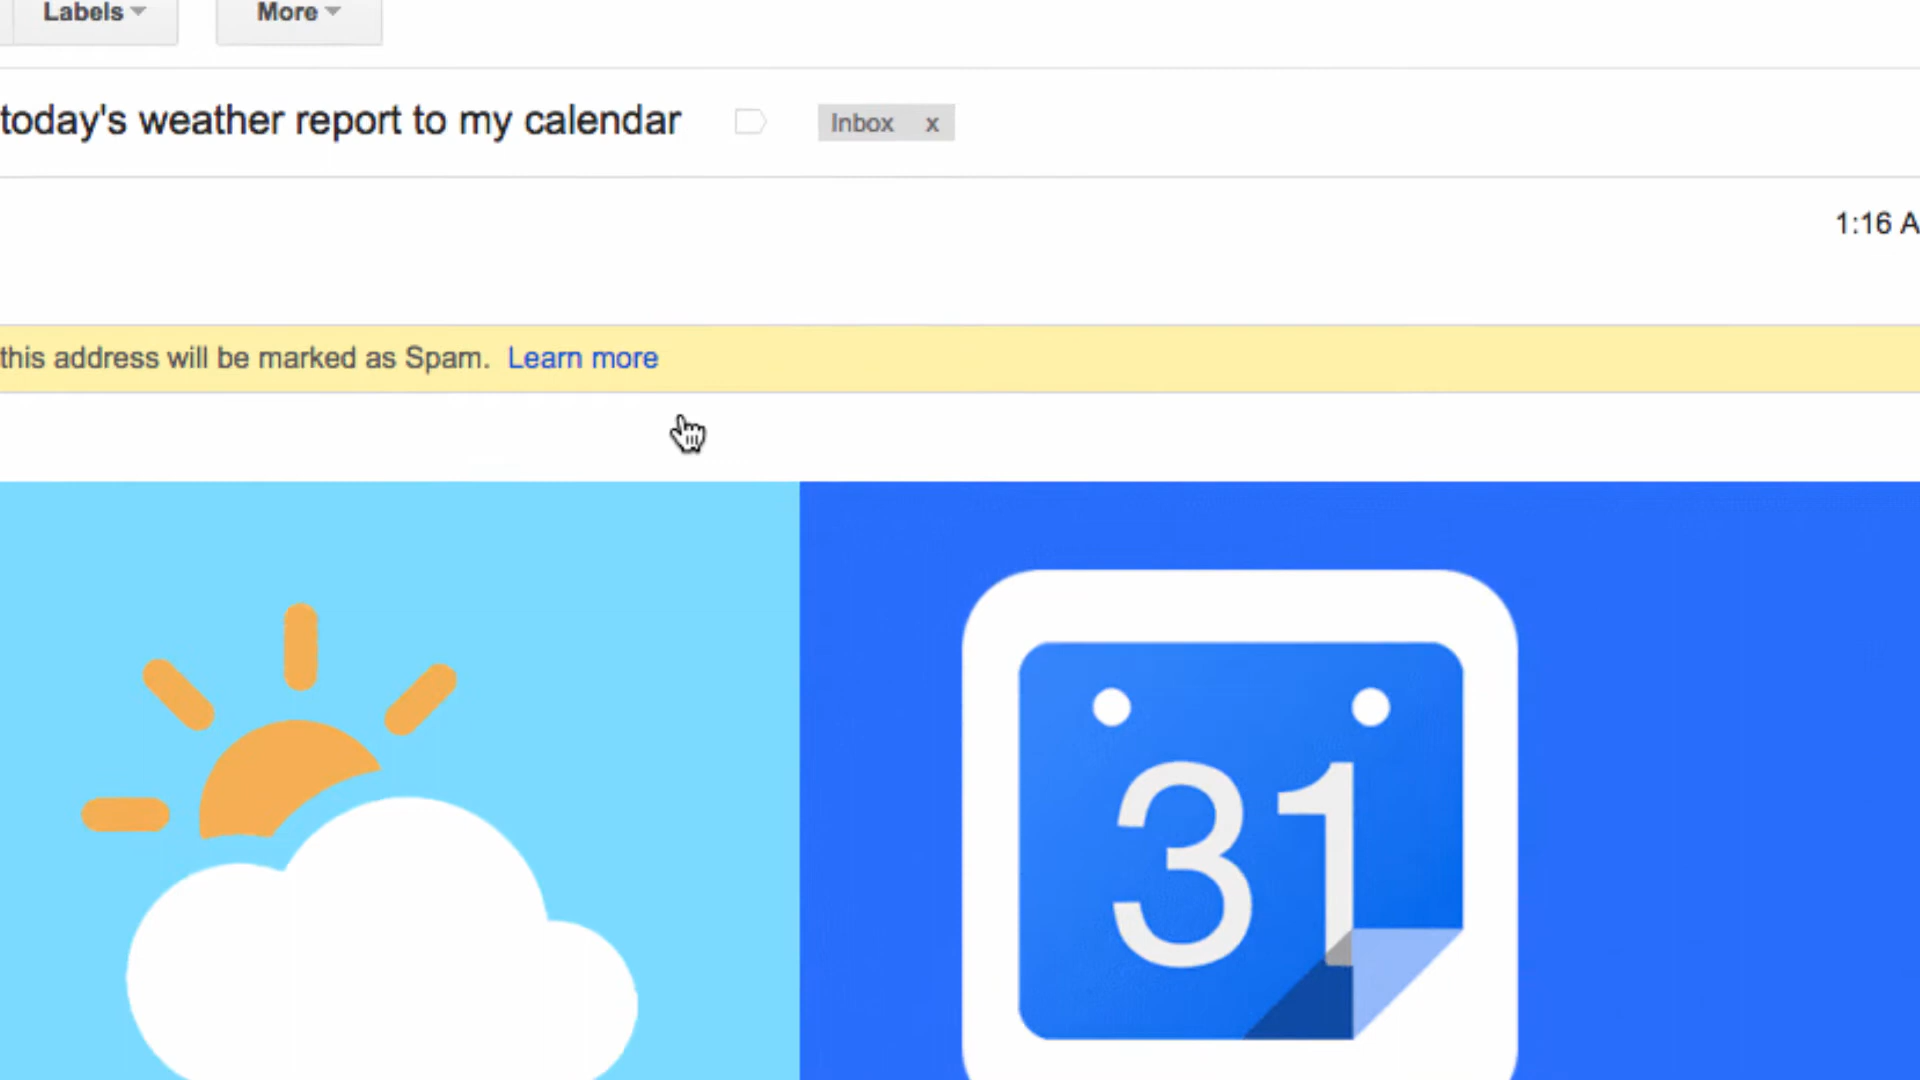 Labels
More
today's weather report to my calendar
Inbox x
1:16 A
this address will be marked as Spam. Learn more
31